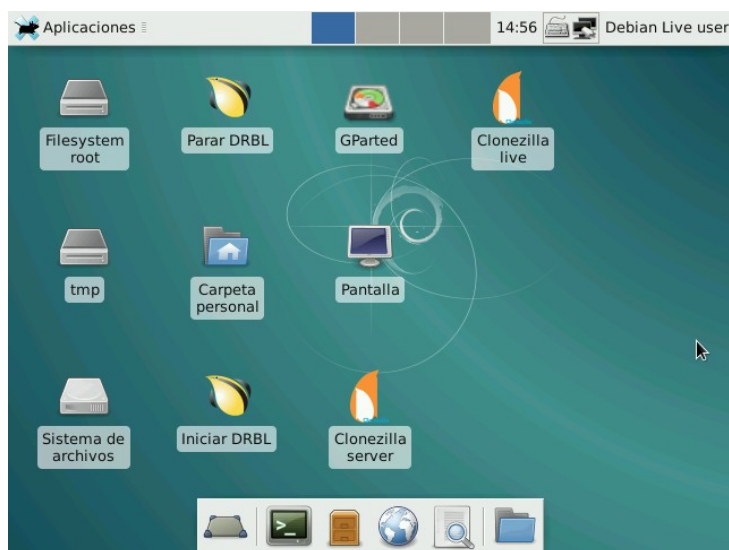 Aplicaciones
14:56
Debian Live user
Filesystem
root
Parar DRBL
GParted
Clonezilla
live
tmp
Carpeta
personal
Pantalla
Sistema de
archivos
Iniciar DRBL
Clonezilla
server
>_